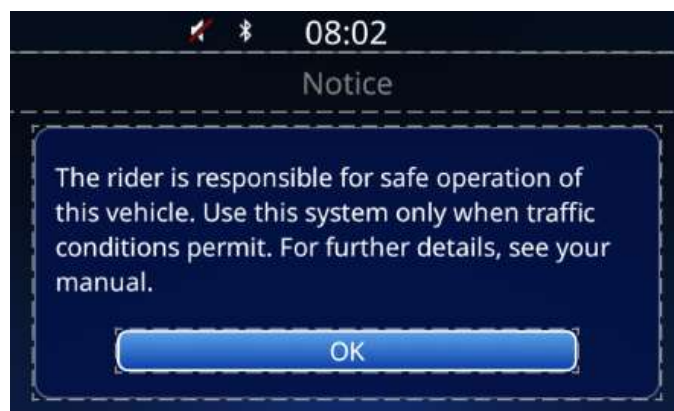 08:02
Notice
The rider is responsible for safe operation of
this vehicle. Use this system only when traffic
conditions permit. For further details, see your
manual.
OK